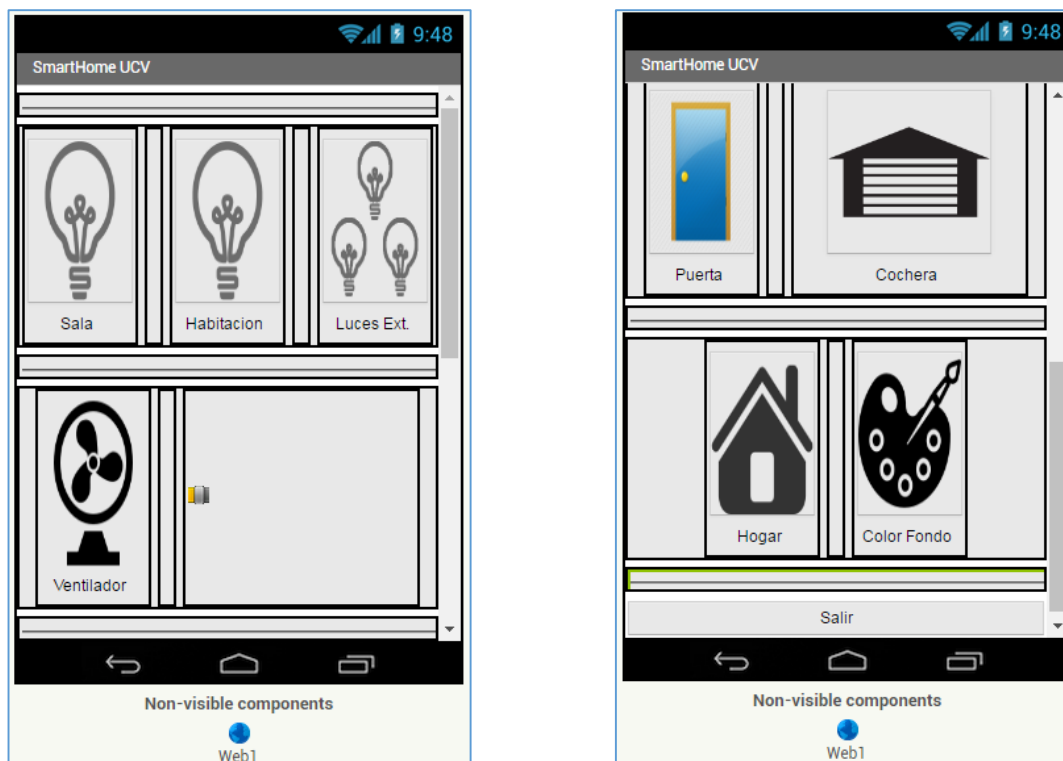 9:48
SmartHome UCV
Sala
Habitacion
Luces Ext.
Ventilador
Non-visible components
Web1
9:48
SmartHome UCV
Puerta
Cochera
Hogar
Color Fondo
Salir
Non-visible components
Web1